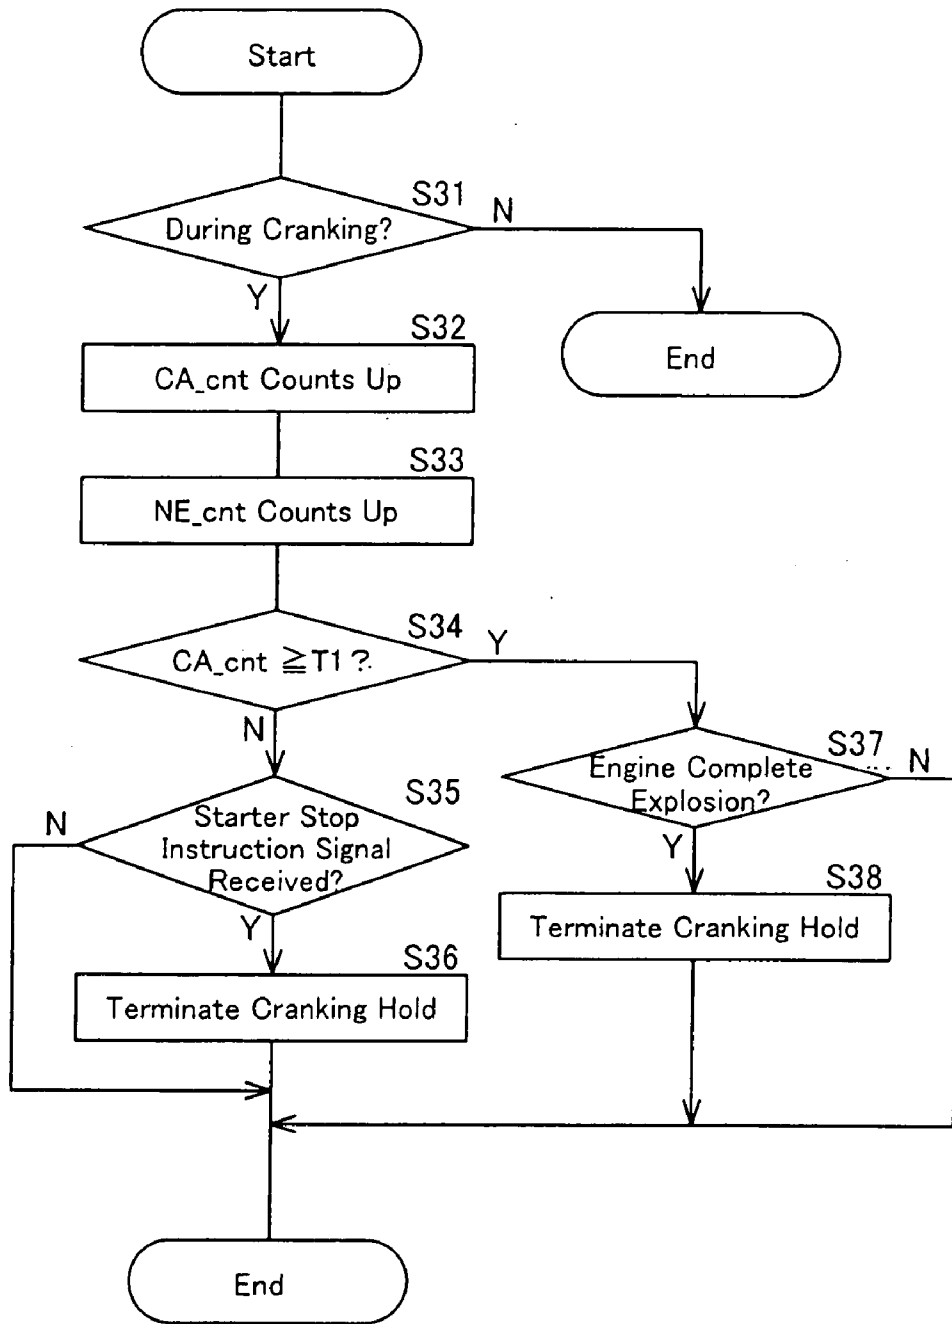 Start
S31
During Cranking?
N
Y
S32
CA_cnt Counts Up
End
S33
NE_cnt Counts Up
S34
CA_cnt ≧T1?
Y
N
S35
Starter Stop
Instruction Signal
Received?
N
Y
S37
Engine Complete
Explosion?
N
Y
S38
Terminate Cranking Hold
S36
Terminate Cranking Hold
End